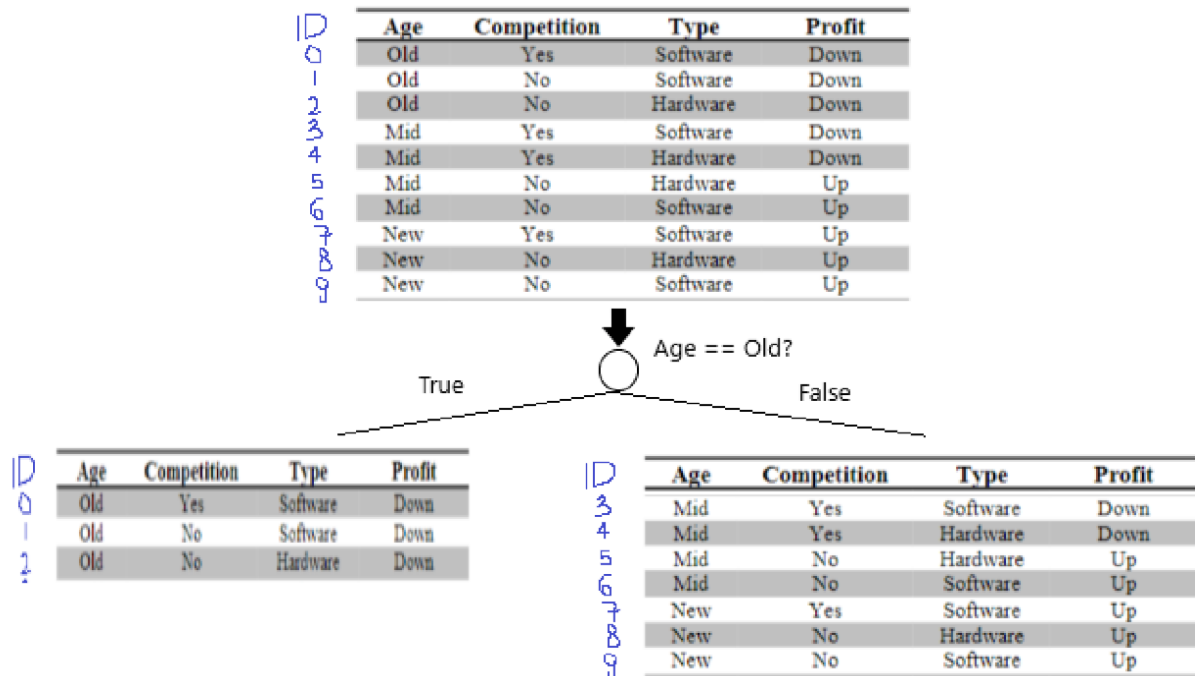 ID Age Competition Type Profit
0 Old Yes Software Down
1 Old No Software Down
2 Old No Hardware Down
3 Mid Yes Software Down
4 Mid Yes Hardware Down
5 Mid No Hardware Up
6 Mid No Software Up
7 New Yes Software Up
8 New No Hardware Up
9 New No Software Up
Age == Old?
True
False
ID Age Competition Type Profit
0 Old Yes Software Down
1 Old No Software Down
2 Old No Hardware Down
ID Age Competition Type Profit
3 Mid Yes Software Down
4 Mid Yes Hardware Down
5 Mid No Hardware Up
6 Mid No Software Up
7 New Yes Software Up
8 New No Hardware Up
9 New No Software Up